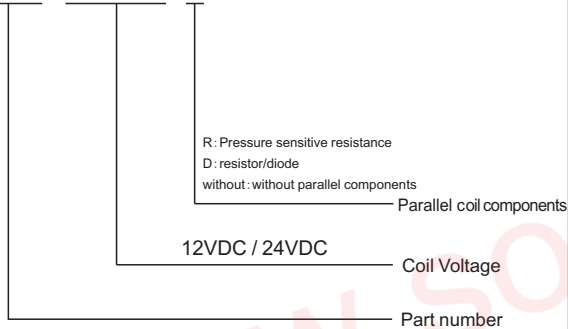 R:Pressure sensitive resistance
D:resistor/diode
without:without parallel components
Parallel coil components
12VDC / 24VDC
Coil Voltage
Part number